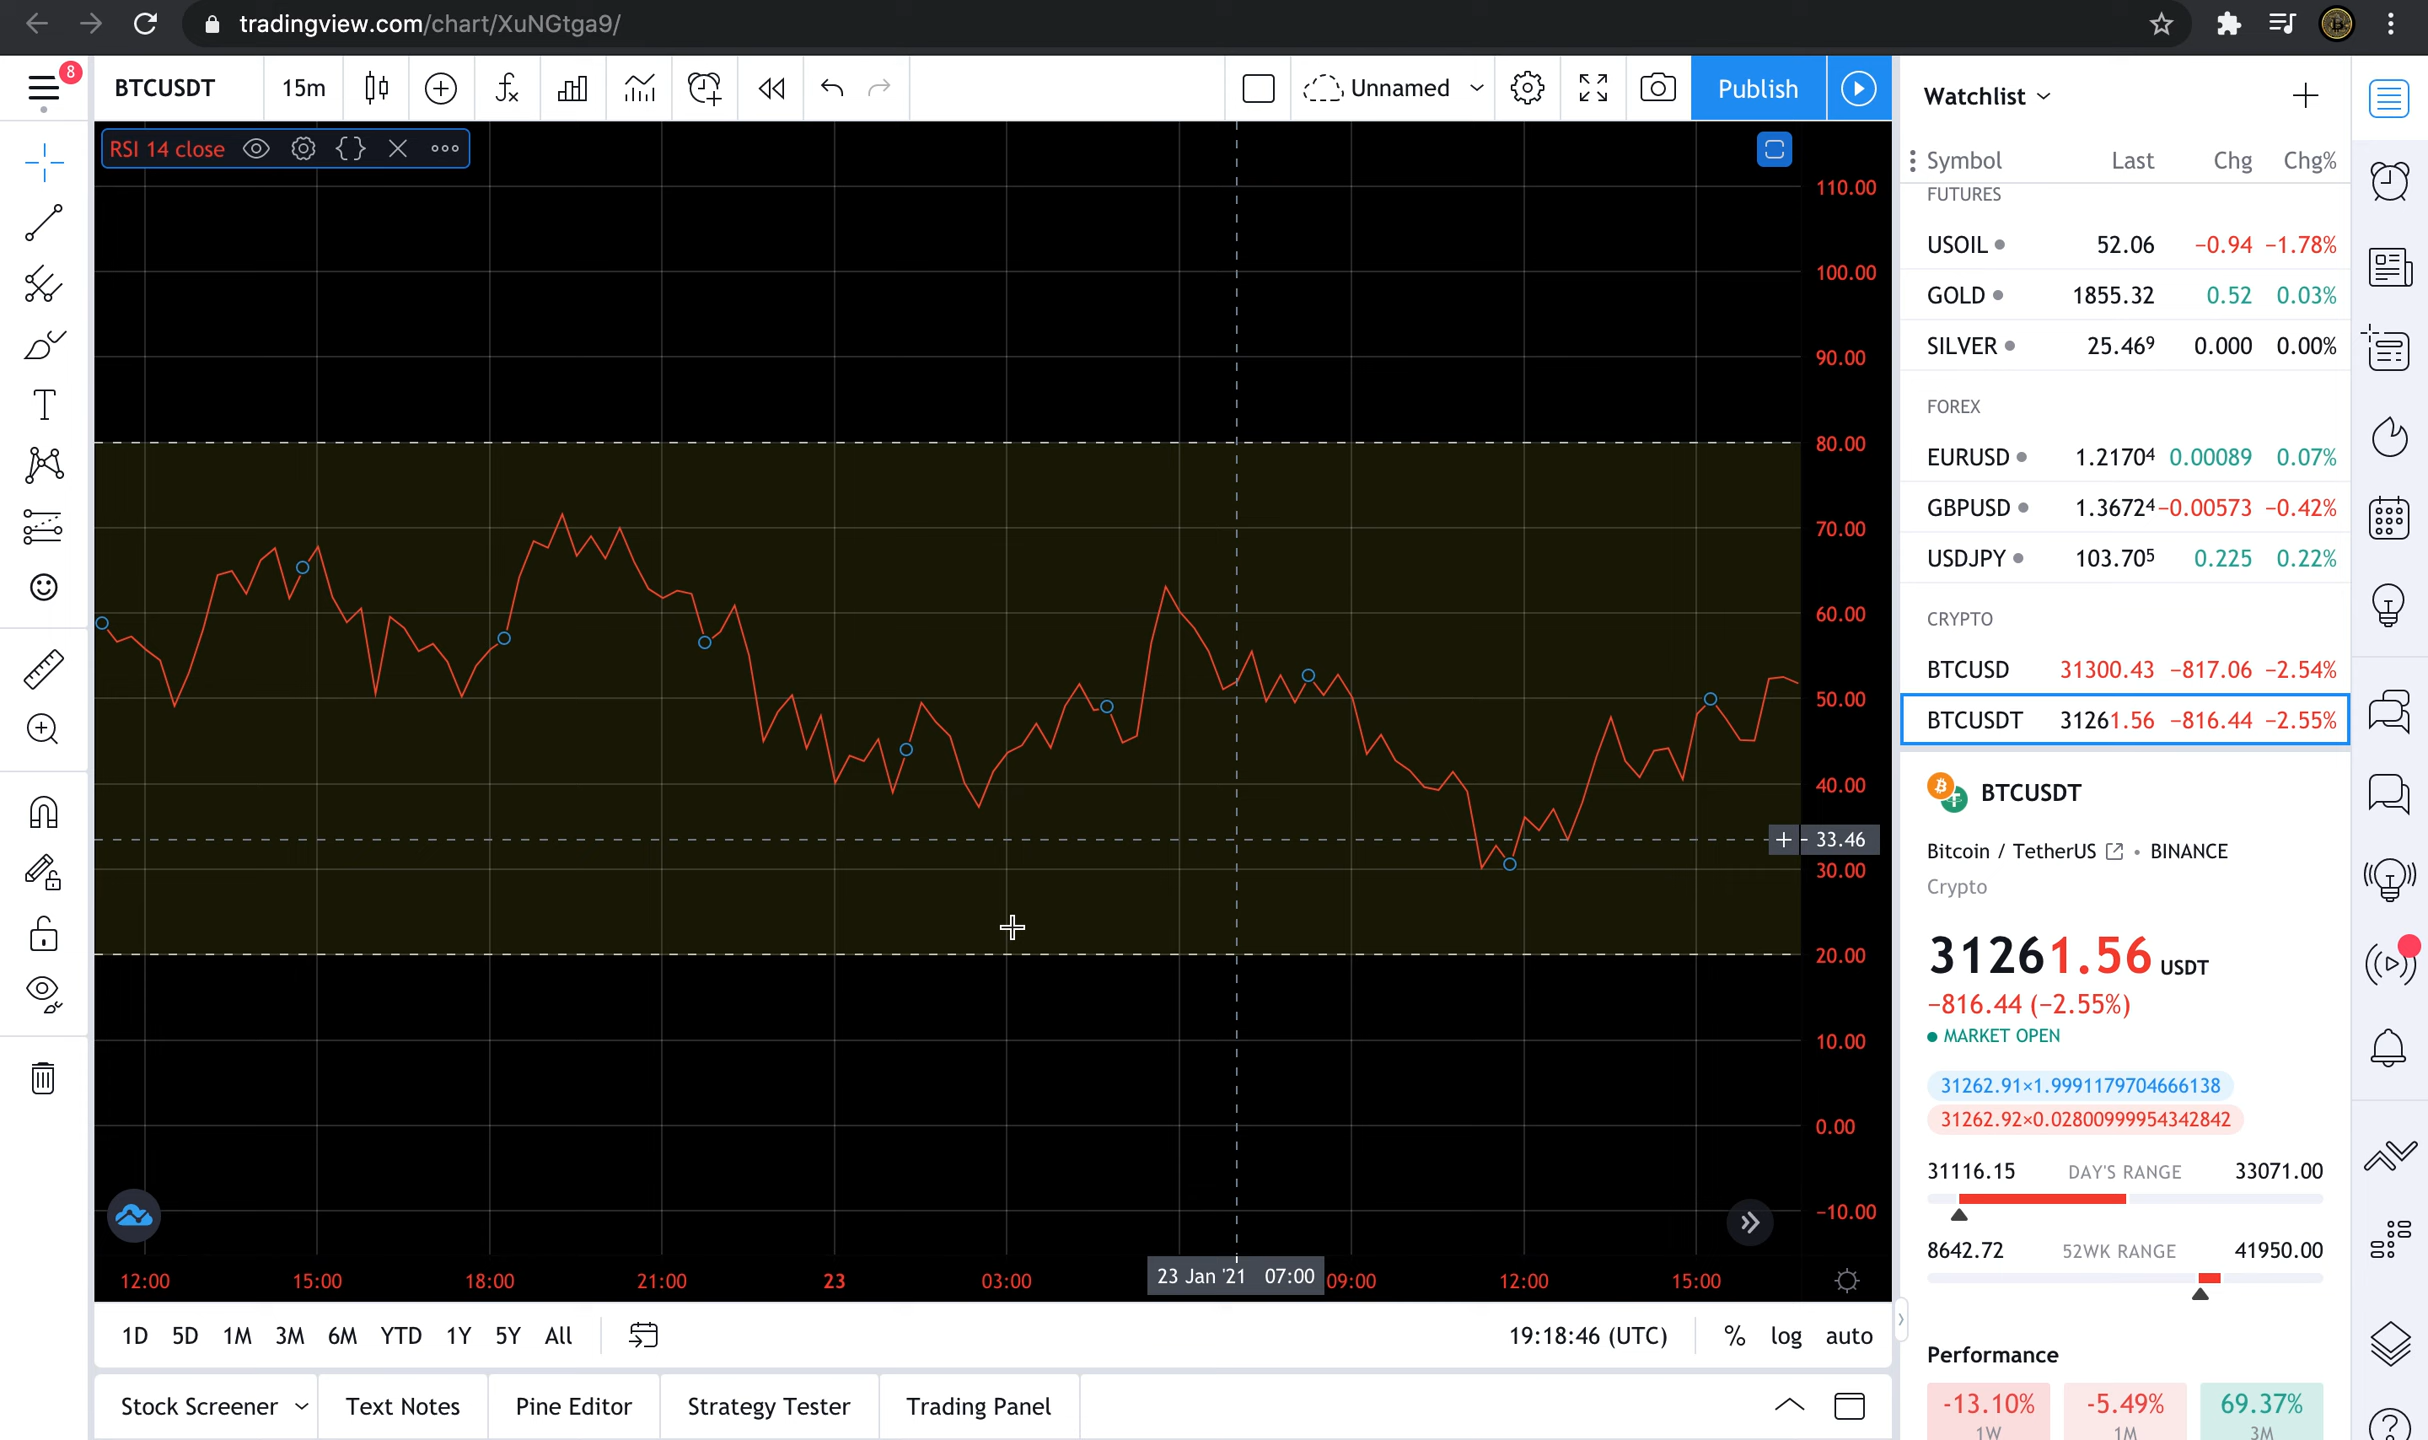 tradingview.com/chart/XuNGtga9/
8
BTCUSDT 15m Unnamed Publish
RSI 14 close
110.00
100.00
90.00
80.00
70.00
60.00
50.00
40.00
33.46
30.00
20.00
10.00
0.00
-10.00
12:00 15:00 18:00 21:00 23 03:00 23 Jan '21 07:00 09:00 12:00 15:00
1D 5D 1M 3M 6M YTD 1Y 5Y All 19:18:46 (UTC) % log auto
Stock Screener Text Notes Pine Editor Strategy Tester Trading Panel
Watchlist
Symbol Last Chg Chg%
FUTURES
USOIL 52.06 −0.94 −1.78%
GOLD 1855.32 0.52 0.03%
SILVER 25.469 0.000 0.00%
FOREX
EURUSD 1.21704 0.00089 0.07%
GBPUSD 1.36724 −0.00573 −0.42%
USDJPY 103.705 0.225 0.22%
CRYPTO
BTCUSD 31300.43 −817.06 −2.54%
BTCUSDT 31261.56 −816.44 −2.55%
BTCUSDT
Bitcoin / TetherUS • BINANCE
Crypto
31261.56 USDT
−816.44 (−2.55%)
MARKET OPEN
31262.91×1.9991179704666138
31262.92×0.02800999954342842
31116.15 DAY'S RANGE 33071.00
8642.72 52WK RANGE 41950.00
Performance
-13.10% -5.49% 69.37%
1W 1M 3M